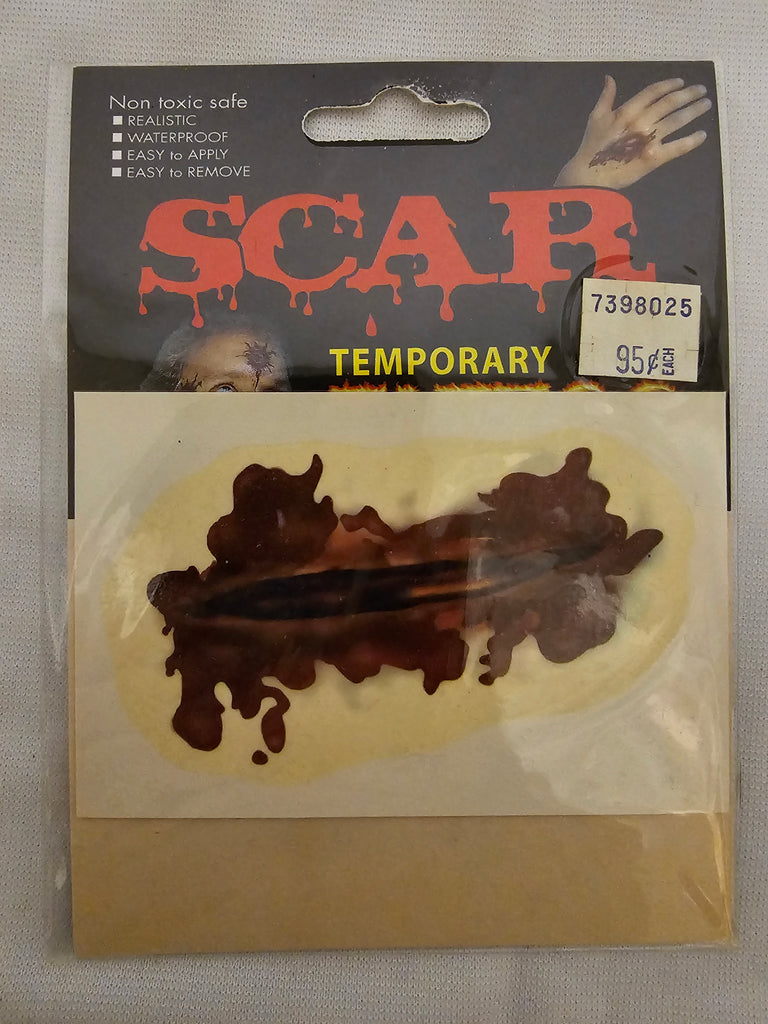 Non toxic safe
REALISTIC
WATERPROOF
EASY to APPLY
EASY to REMOVE
SCAR
7398025
95¢ EACH
TEMPORARY